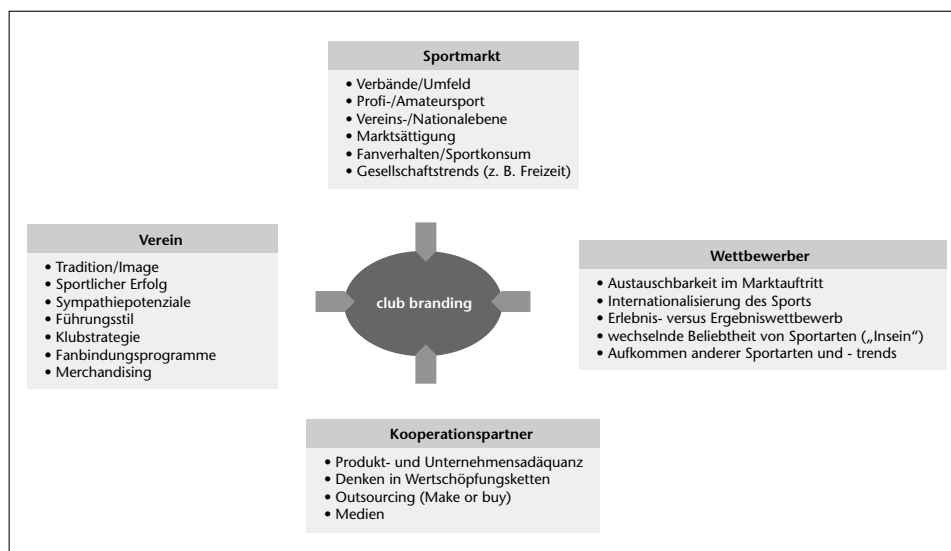 Sportmarkt
• Verbände/Umfeld
• Profi-/Amateursport
• Vereins-/Nationalebene
• Marktsättigung
• Fanverhalten/Sportkonsum
• Gesellschaftstrends (z. B. Freizeit)
Verein
• Tradition/Image
• Sportlicher Erfolg
• Sympathiepotenziale
• Führungsstil
• Klubstrategie
• Fanbindungsprogramme
• Merchandising
club branding
Wettbewerber
• Austauschbarkeit im Marktauftritt
• Internationalisierung des Sports
• Erlebnis- versus Ergebniswettbewerb
• wechselnde Beliebtheit von Sportarten („Insein“)
• Aufkommen anderer Sportarten und - trends
Kooperationspartner
• Produkt- und Unternehmensadäquanz
• Denken in Wertschöpfungsketten
• Outsourcing (Make or buy)
• Medien